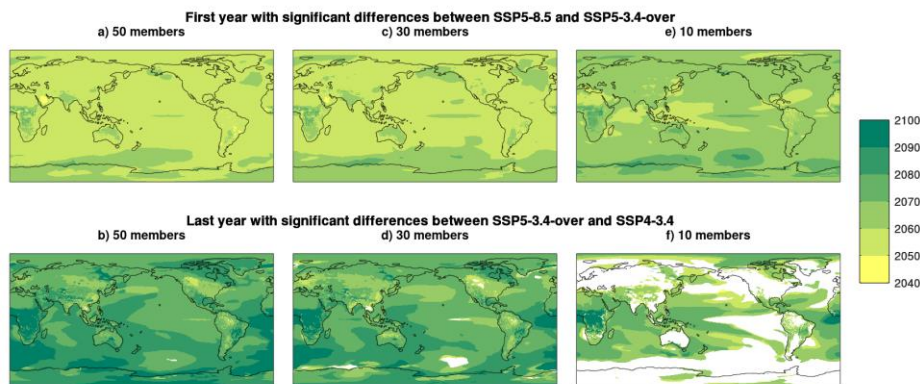 First year with significant differences between SSP5-8.5 and SSP5-3.4-over
a) 50 members
c) 30 members
e) 10 members
Last year with significant differences between SSP5-3.4-over and SSP4-3.4
b) 50 members
d) 30 members
f) 10 members
2100
2090
2080
2070
2060
2050
2040